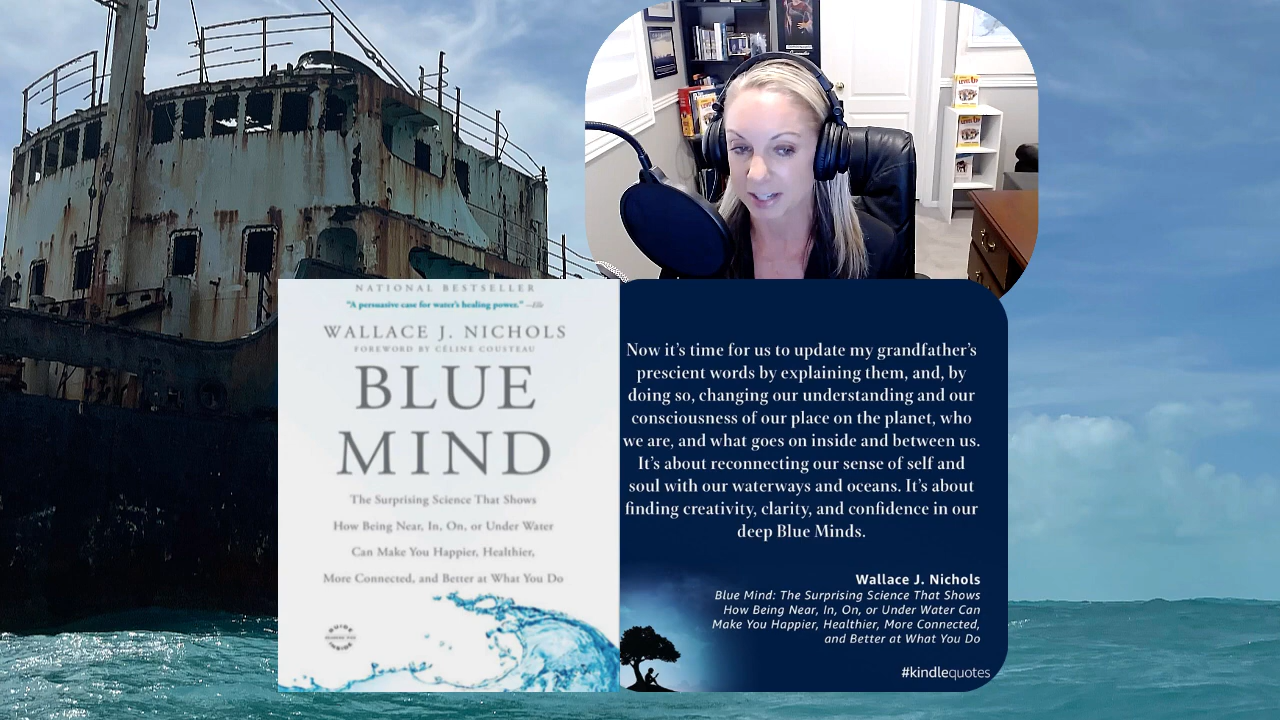 NATIONAL BESTSELLER
"A persuasive case for water's healing power." —Elle
WALLACE J. NICHOLS
FOREWORD BY CÉLINE COUSTEAU
BLUE
MIND
The Surprising Science That Shows
How Being Near, In, On, or Under Water
Can Make You Happier, Healthier,
More Connected, and Better at What You Do
GUIDE
INSIDE
Now it's time for us to update my grandfather's
prescient words by explaining them, and, by
doing so, changing our understanding and our
consciousness of our place on the planet, who
we are, and what goes on inside and between us.
It's about reconnecting our sense of self and
soul with our waterways and oceans. It's about
finding creativity, clarity, and confidence in our
deep Blue Minds.
Wallace J. Nichols
Blue Mind: The Surprising Science That Shows
How Being Near, In, On, or Under Water Can
Make You Happier, Healthier, More Connected,
and Better at What You Do
#kindlequotes